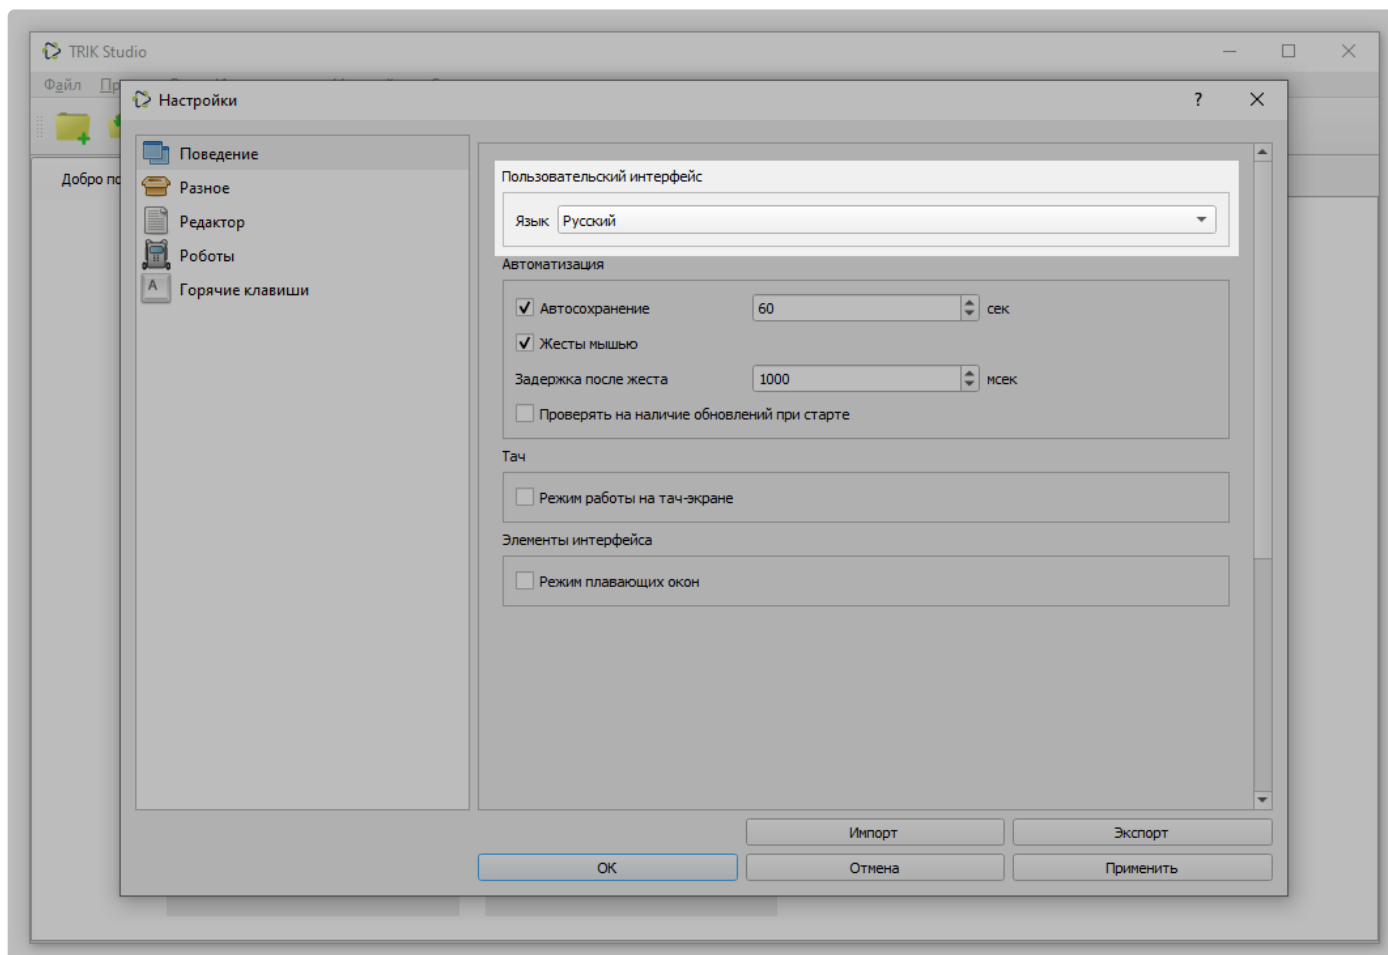 TRIK Studio
Файл
Настройки
Добро
Поведение
Разное
Редактор
Роботы
A Горячие клавиши
Пользовательский интерфейс
Язык Русский
Автоматизация
Автосохранение 60 сек
Жесты мышью
Задержка после жеста 1000 мсек
Проверять на наличие обновлений при старте
Тач
Режим работы на тач-экране
Элементы интерфейса
Режим плавающих окон
Импорт Экспорт
ОК Отмена Применить